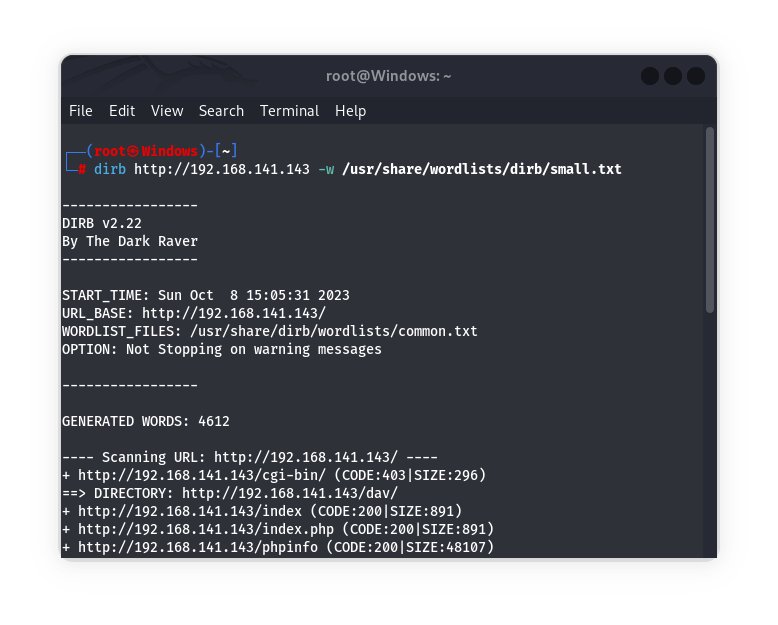 root@Windows: ~
File Edit View Search Terminal Help
┌──(root㉿Windows)-[~]
└─# dirb http://192.168.141.143 -w /usr/share/wordlists/dirb/small.txt
-----------------
DIRB v2.22
By The Dark Raver
-----------------
START_TIME: Sun Oct  8 15:05:31 2023
URL_BASE: http://192.168.141.143/
WORDLIST_FILES: /usr/share/dirb/wordlists/common.txt
OPTION: Not Stopping on warning messages
-----------------
GENERATED WORDS: 4612
---- Scanning URL: http://192.168.141.143/ ----
+ http://192.168.141.143/cgi-bin/ (CODE:403|SIZE:296)
==> DIRECTORY: http://192.168.141.143/dav/
+ http://192.168.141.143/index (CODE:200|SIZE:891)
+ http://192.168.141.143/index.php (CODE:200|SIZE:891)
+ http://192.168.141.143/phpinfo (CODE:200|SIZE:48107)